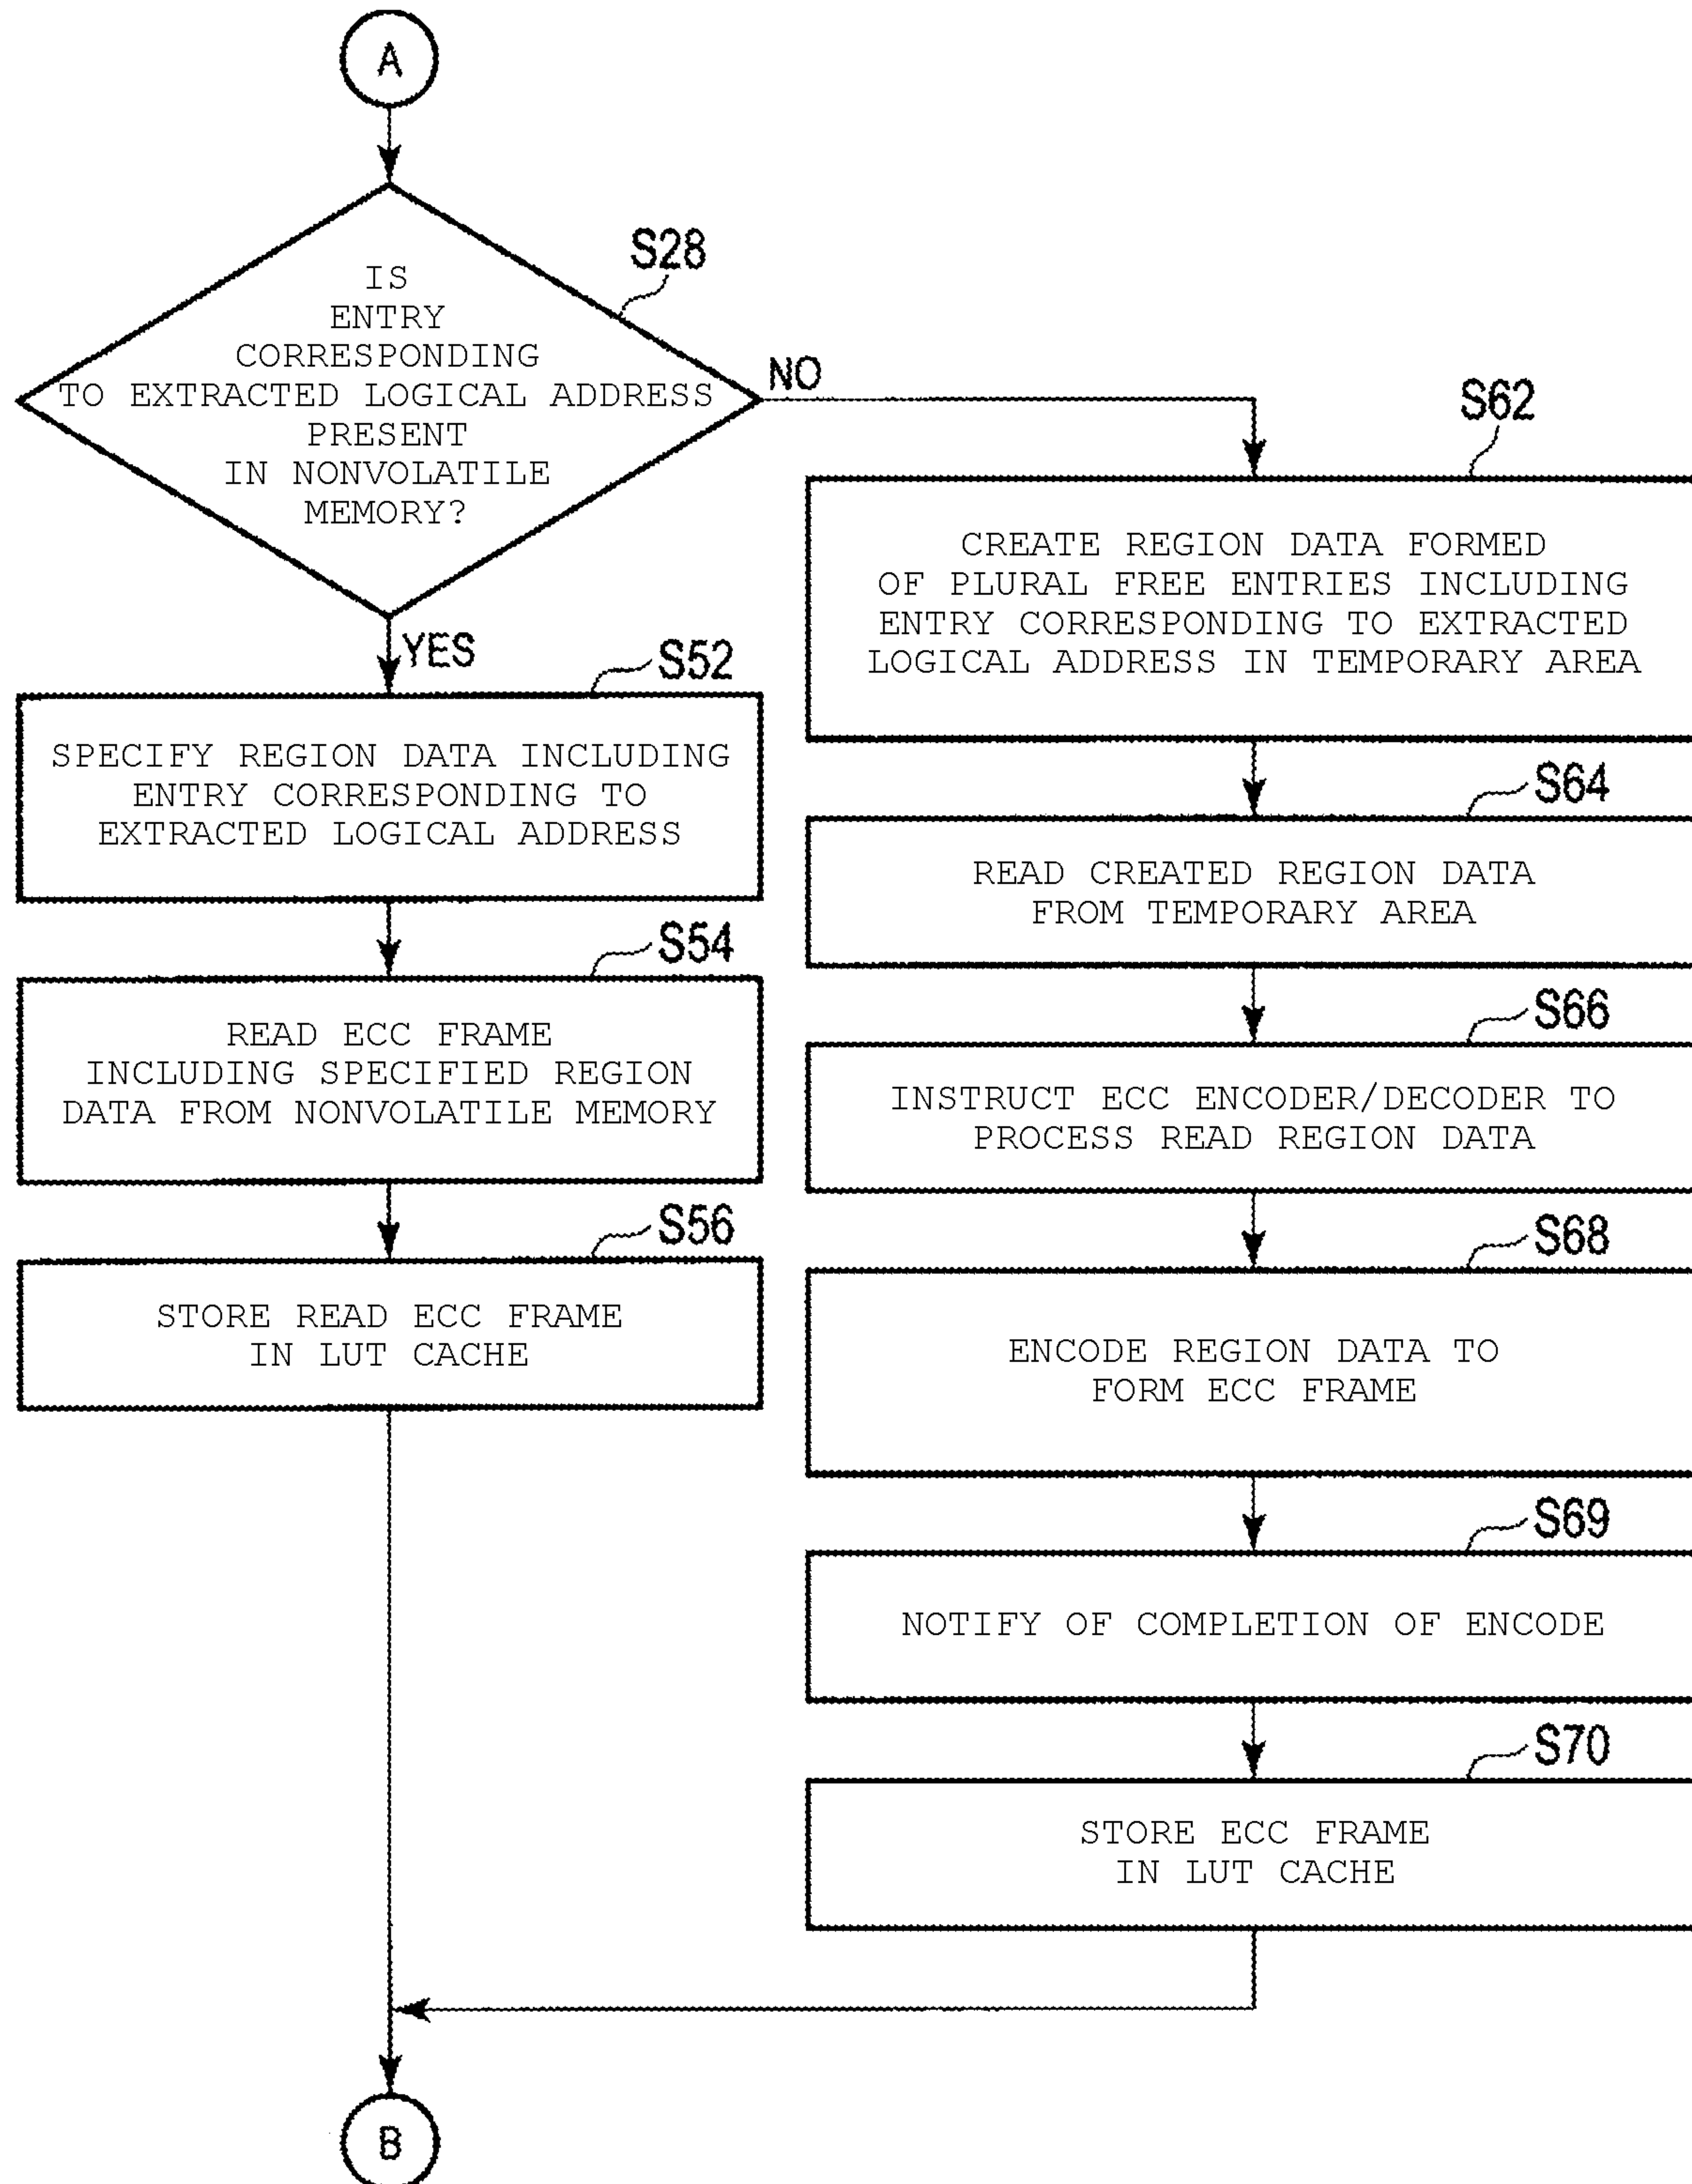 A
S28
IS
ENTRY
CORRESPONDING
TO EXTRACTED LOGICAL ADDRESS
PRESENT
IN NONVOLATILE
MEMORY?
NO
YES
S52
SPECIFY REGION DATA INCLUDING
ENTRY CORRESPONDING TO
EXTRACTED LOGICAL ADDRESS
S54
READ ECC FRAME
INCLUDING SPECIFIED REGION
DATA FROM NONVOLATILE MEMORY
S56
STORE READ ECC FRAME
IN LUT CACHE
S62
CREATE REGION DATA FORMED
OF PLURAL FREE ENTRIES INCLUDING
ENTRY CORRESPONDING TO EXTRACTED
LOGICAL ADDRESS IN TEMPORARY AREA
S64
READ CREATED REGION DATA
FROM TEMPORARY AREA
S66
INSTRUCT ECC ENCODER/DECODER TO
PROCESS READ REGION DATA
S68
ENCODE REGION DATA TO
FORM ECC FRAME
S69
NOTIFY OF COMPLETION OF ENCODE
S70
STORE ECC FRAME
IN LUT CACHE
B